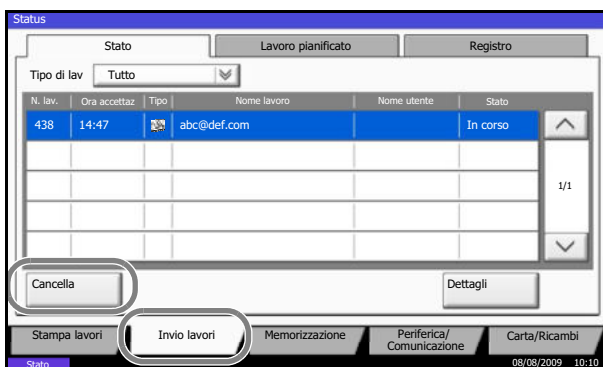 Status
Stato Lavoro pianificato Registro
Tipo di lav Tutto
N. lav. Ora accettaz Tipo Nome lavoro Nome utente Stato
438 14:47 abc@def.com In corso
1/1
Cancella Dettagli
Stampa lavori Invio lavori Memorizzazione Periferica/
Comunicazione Carta/Ricambi
Stato 08/08/2009 10:10